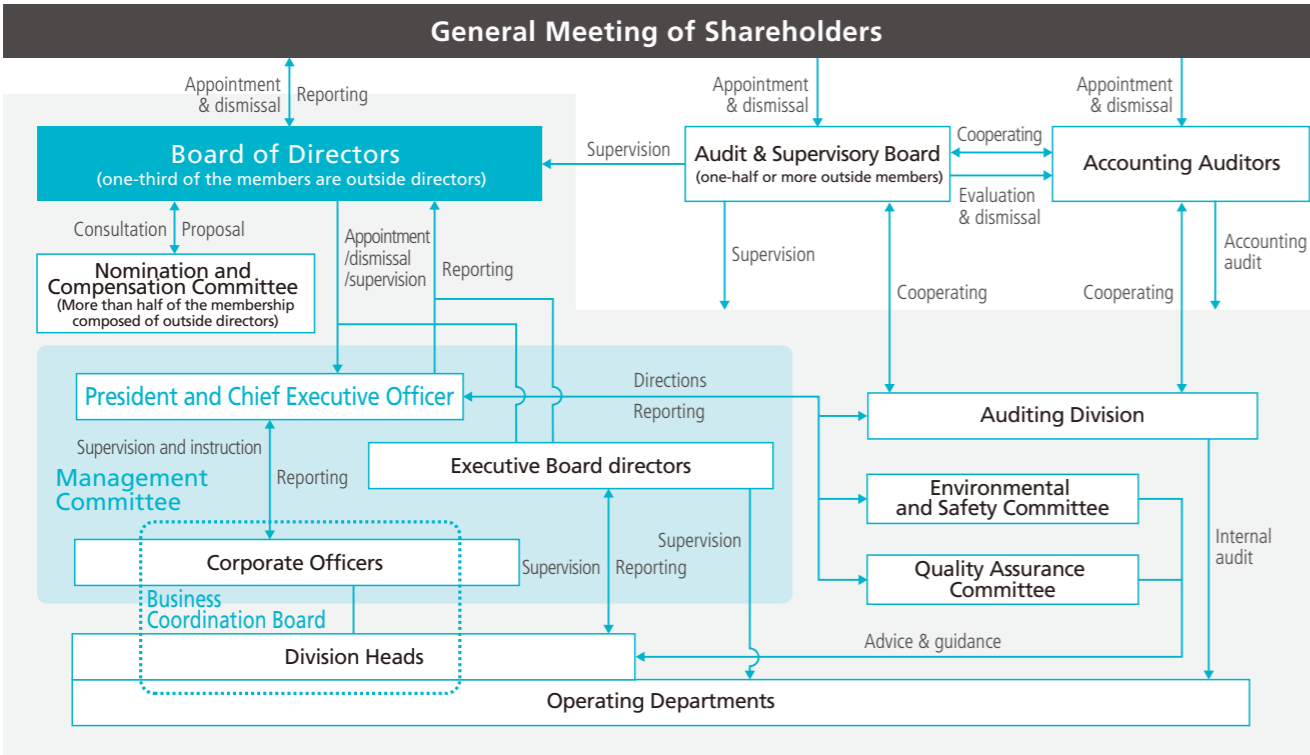 General Meeting of Shareholders
Appointment
& dismissal
Reporting
Appointment
& dismissal
Appointment
& dismissal
Board of Directors
(one-third of the members are outside directors)
Supervision
Audit & Supervisory Board
(one-half or more outside members)
Cooperating
Evaluation
& dismissal
Accounting Auditors
Consultation
Proposal
Appointment
/dismissal
/supervision
Reporting
Supervision
Accounting
audit
Nomination and
Compensation Committee
(More than half of the membership
composed of outside directors)
Cooperating
Cooperating
President and Chief Executive Officer
Directions
Reporting
Auditing Division
Supervision and instruction
Reporting
Management
Committee
Executive Board directors
Environmental
and Safety Committee
Supervision
Internal
audit
Corporate Officers
Supervision
Reporting
Quality Assurance
Committee
Business
Coordination Board
Advice & guidance
Division Heads
Operating Departments